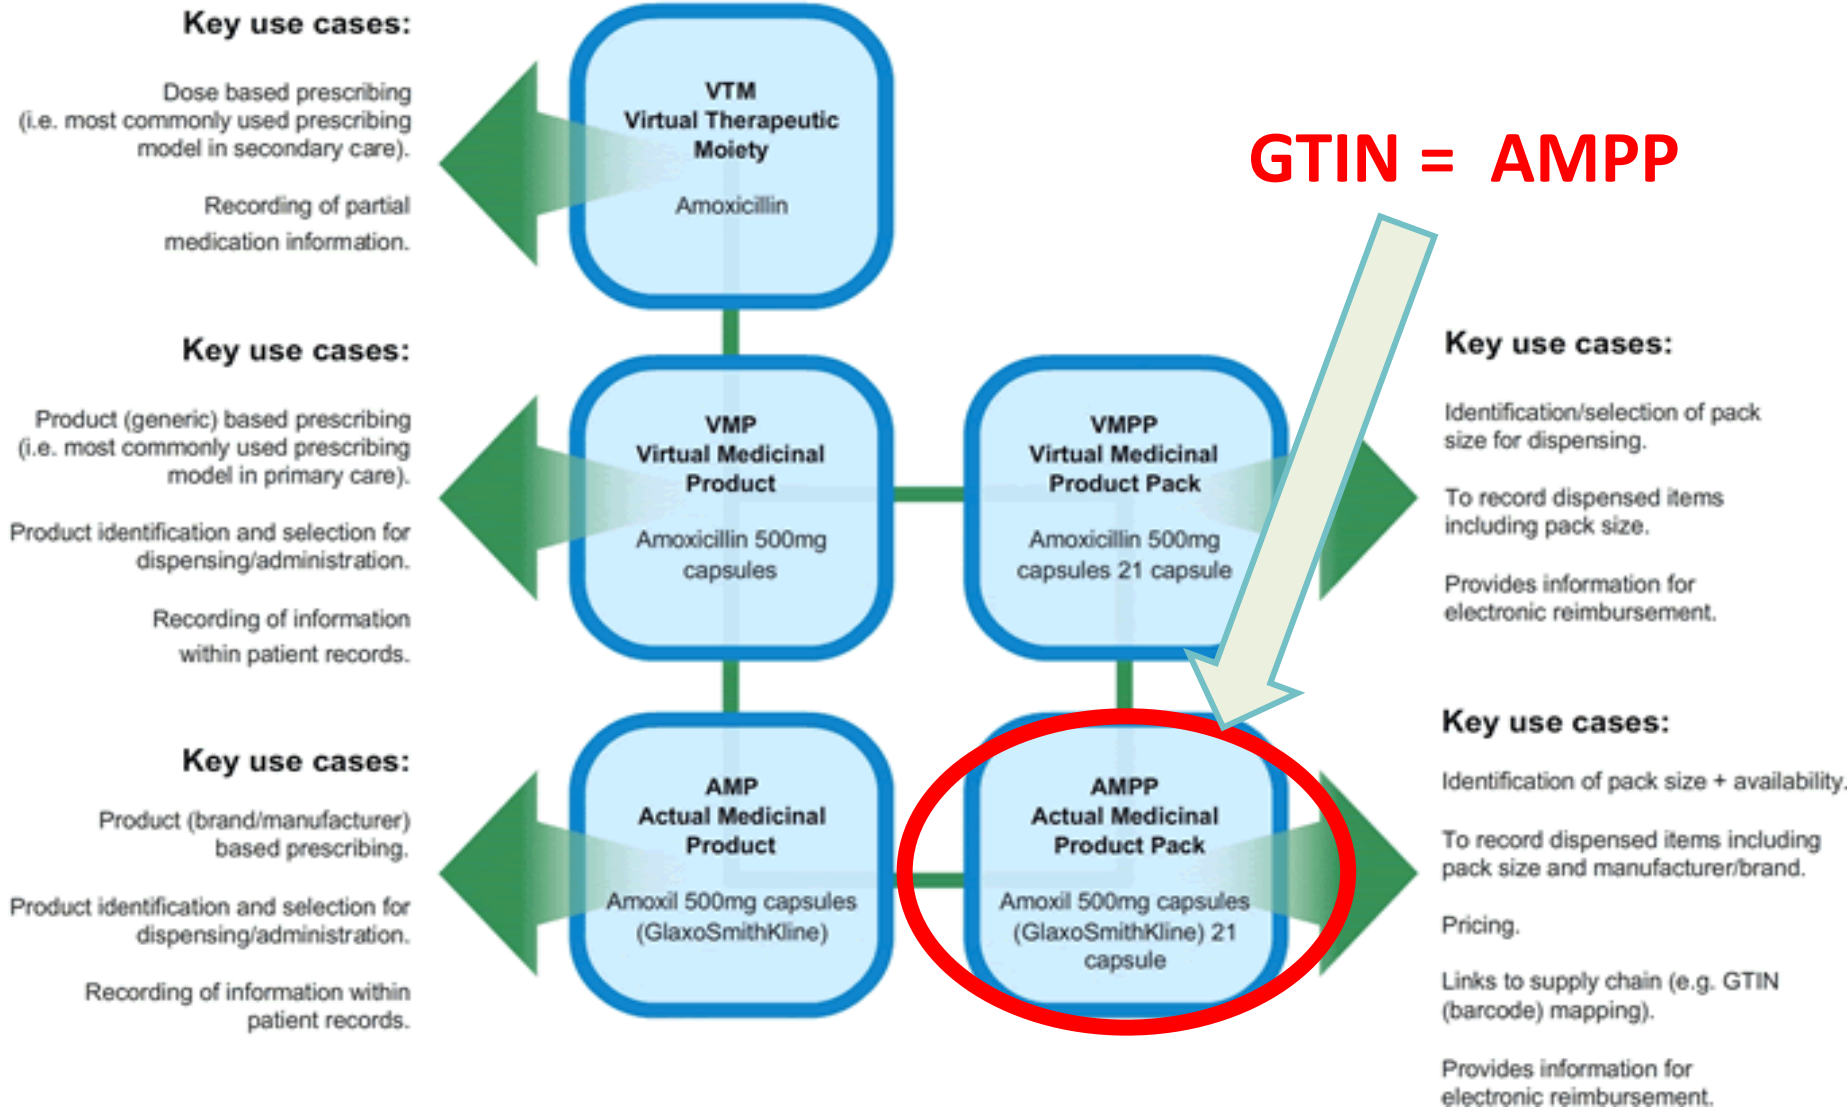 Key use cases:
Dose based prescribing
(i.e. most commonly used prescribing
model in secondary care).
Recording of partial
medication information.
VTM
Virtual Therapeutic
Moiety
Amoxicillin
GTIN = AMPP
Key use cases:
Product (generic) based prescribing
(i.e. most commonly used prescribing
model in primary care).
Product identification and selection for
dispensing/administration.
Recording of information
within patient records.
VMP
Virtual Medicinal
Product
Amoxicillin 500mg
capsules
VMPP
Virtual Medicinal
Product Pack
Amoxicillin 500mg
capsules 21 capsule
Key use cases:
Identification/selection of pack
size for dispensing.
To record dispensed items
including pack size.
Provides information for
electronic reimbursement.
Key use cases:
Product (brand/manufacturer)
based prescribing.
Product identification and selection for
dispensing/administration.
Recording of information within
patient records.
AMP
Actual Medicinal
Product
Amoxil 500mg capsules
(GlaxoSmithKline)
AMPP
Actual Medicinal
Product Pack
Amoxil 500mg capsules
(GlaxoSmithKline) 21
capsule
Key use cases:
Identification of pack size + availability.
To record dispensed items including
pack size and manufacturer/brand.
Pricing.
Links to supply chain (e.g. GTIN
(barcode) mapping).
Provides information for
electronic reimbursement.